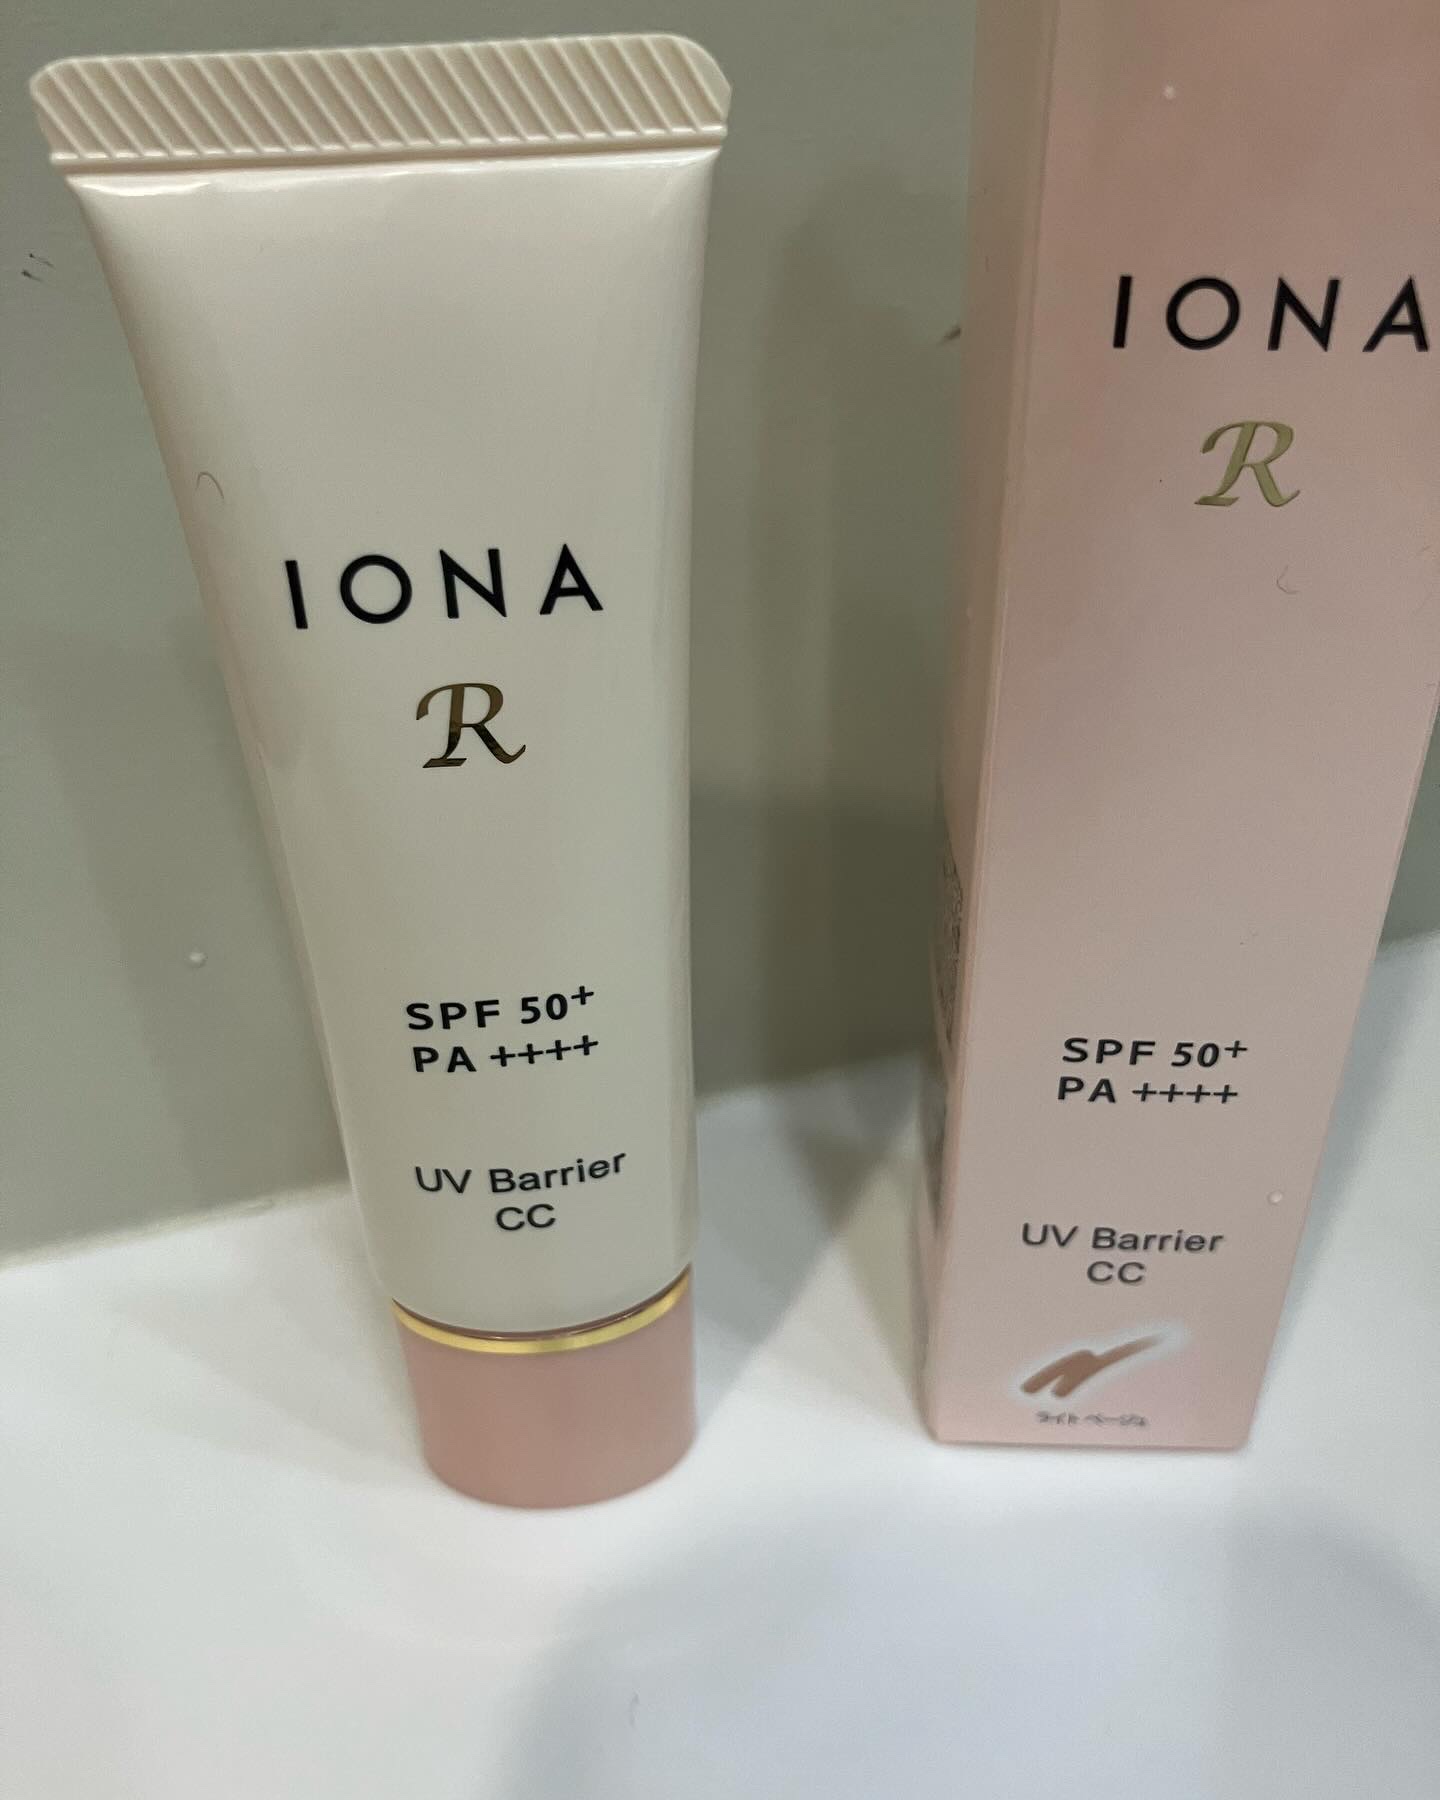 IONA
R
SPF 50+
PA ++++
UV Barrier
CC
IONA
R
SPF 50+
PA ++++
UV Barrier
CC
ライトベージュ